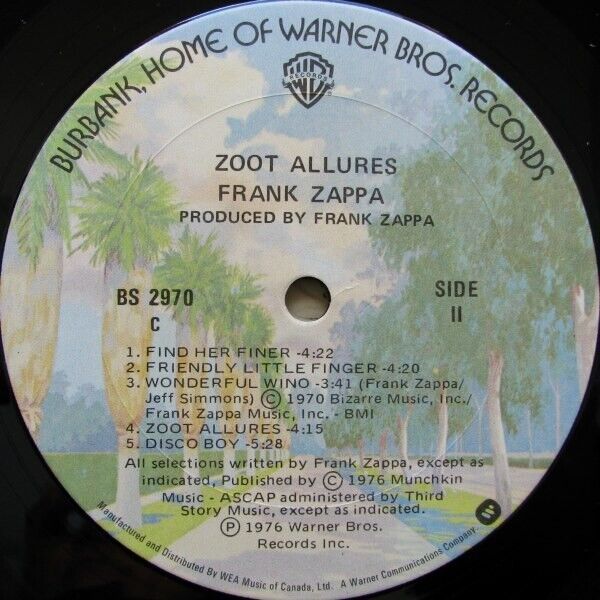 BURBANK, HOME OF WARNER BROS. RECORDS
RECORDS
ZOOT ALLURES
FRANK ZAPPA
PRODUCED BY FRANK ZAPPA
BS 2970
C
SIDE
II
1. FIND HER FINER -4:22
2. FRIENDLY LITTLE FINGER -4:20
3. WONDERFUL WINO -3:41 (Frank Zappa/
Jeff Simmons) © 1970 Bizarre Music, Inc./
Frank Zappa Music, Inc. - BMI
4. ZOOT ALLURES -4:15
5. DISCO BOY -5:28
All selections written by Frank Zappa, except as
indicated, Published by © 1976 Munchkin
Music - ASCAP administered by Third
Story Music, except as indicated.
℗ 1976 Warner Bros.
Records Inc.
Manufactured and Distributed By WEA Music of Canada, Ltd. A Warner Communications Company.